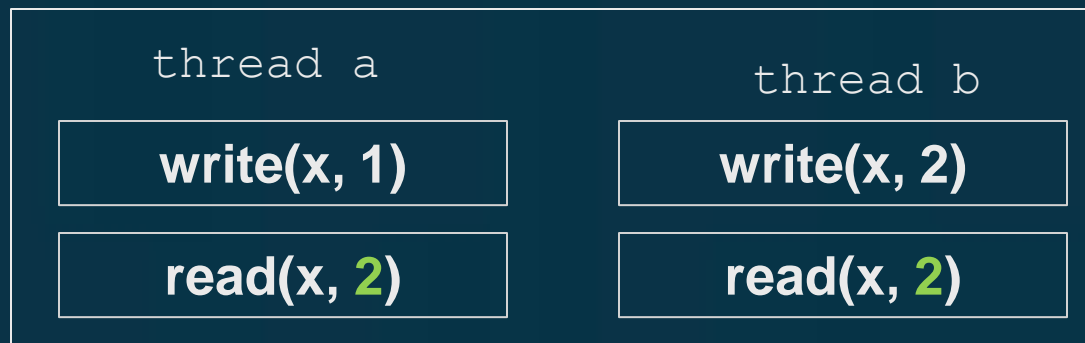 thread a
write(x, 1)
read(x, 2)
thread b
write(x, 2)
read(x, 2)